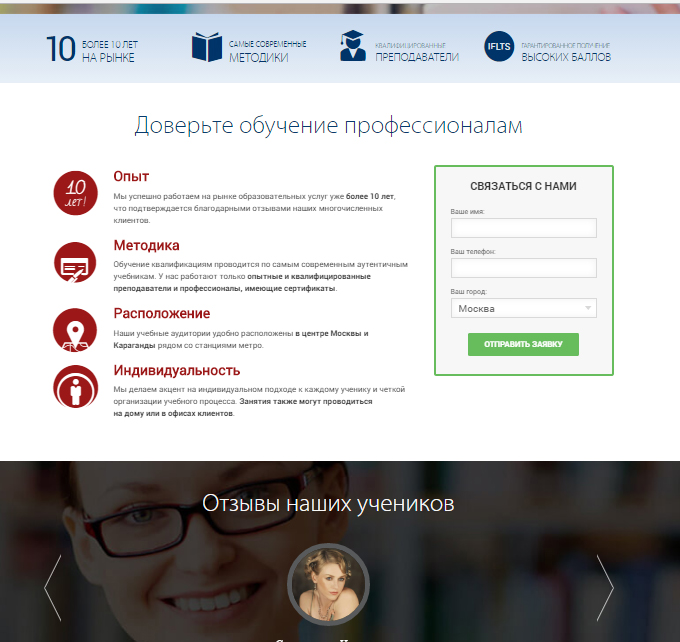 10 БОЛЕЕ 10 ЛЕТ
НА РЫНКЕ
САМЫЕ СОВРЕМЕННЫЕ
МЕТОДИКИ
КВАЛИФИЦИРОВАННЫЕ
ПРЕПОДАВАТЕЛИ
IFLTS
ГАРАНТИРОВАННОЕ ПОЛУЧЕНИЕ
ВЫСОКИХ БАЛЛОВ
Доверьте обучение профессионалам
10
лет!
Опыт
Мы успешно работаем на рынке образовательных услуг уже более 10 лет,
что подтверждается благодарными отзывами наших многочисленных
клиентов.
Методика
Обучение квалификациям проводится по самым современным аутентичным
учебникам. У нас работают только опытные и квалифицированные
преподаватели и профессионалы, имеющие сертификаты.
Расположение
Наши учебные аудитории удобно расположены в центре Москвы и
Караганды рядом со станциями метро.
Индивидуальность
Мы делаем акцент на индивидуальном подходе к каждому ученику и четкой
организации учебного процесса. Занятия также могут проводиться
на дому или в офисах клиентов.
СВЯЗАТЬСЯ С НАМИ
Ваше имя:
Ваш телефон:
Ваш город:
Москва
ОТПРАВИТЬ ЗАЯВКУ
Отзывы наших учеников